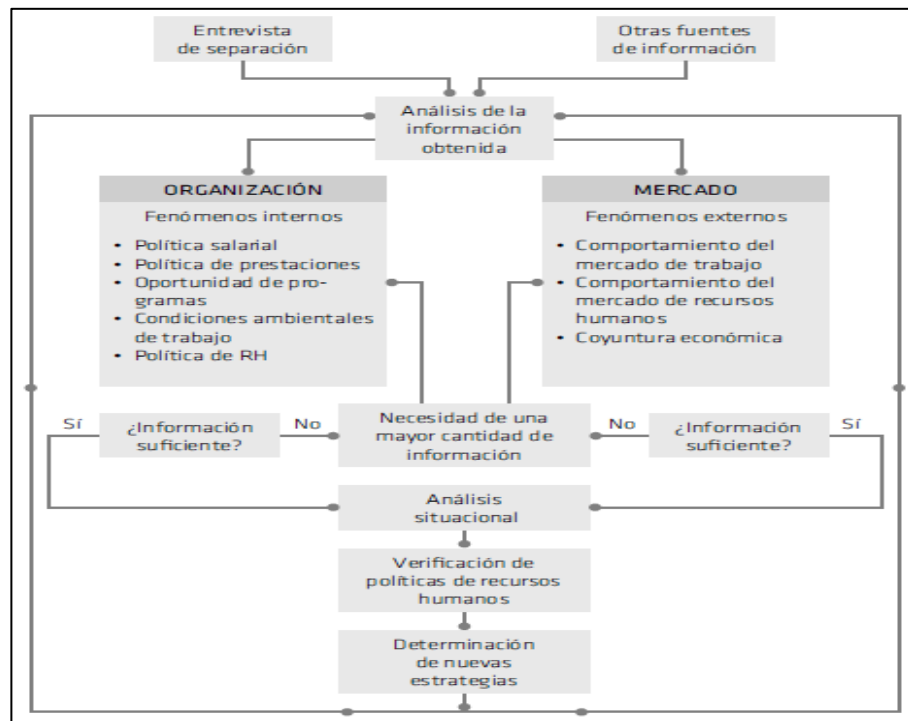 Entrevista
de separación
Otras fuentes
de información
Análisis de la
información
obtenida
ORGANIZACIÓN
Fenómenos internos
• Política salarial
• Política de prestaciones
• Oportunidad de pro-
gramas
• Condiciones ambientales
de trabajo
• Política de RH
MERCADO
Fenómenos externos
• Comportamiento del
mercado de trabajo
• Comportamiento del
mercado de recursos
humanos
• Coyuntura económica
Sí
¿Información
suficiente?
No
Necesidad de una
mayor cantidad de
información
No
¿Información
suficiente?
Sí
Análisis
situacional
Verificación de
políticas de recursos
humanos
Determinación
de nuevas
estrategias